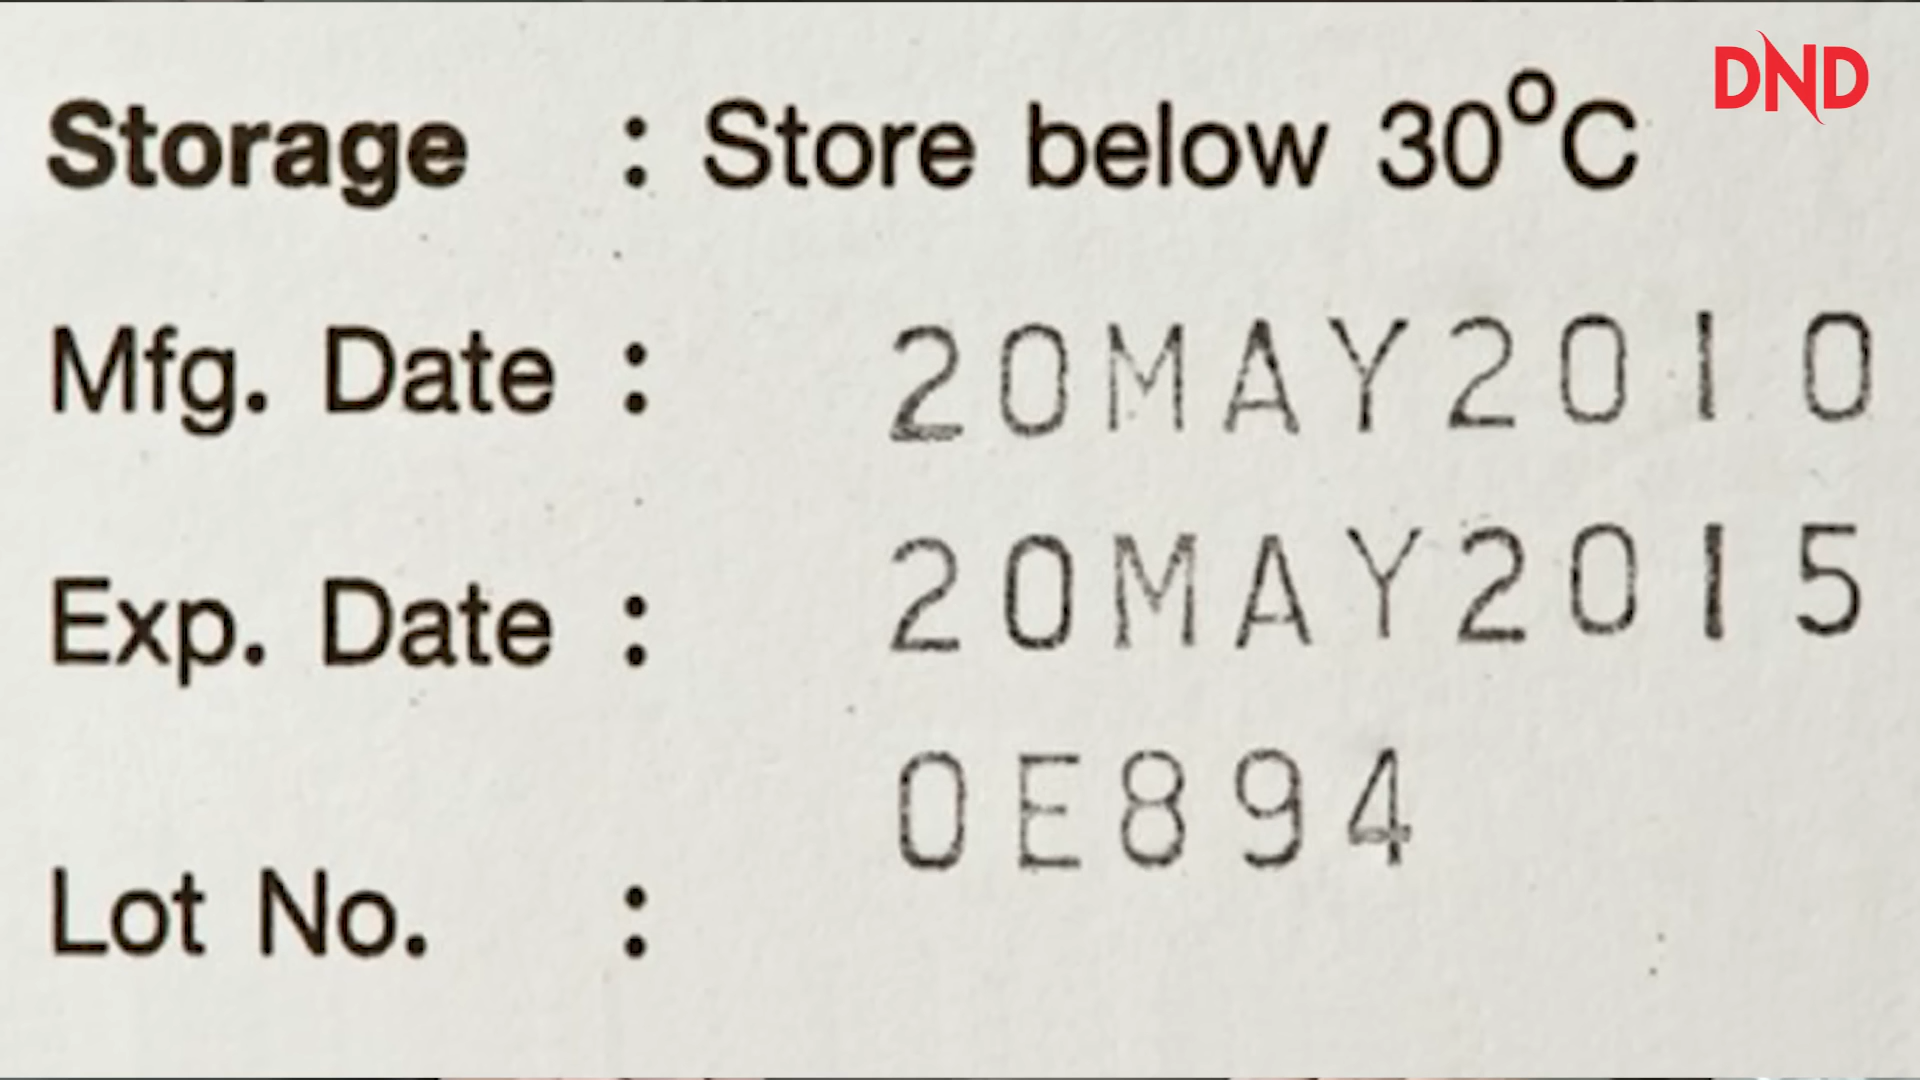 DND
Storage : Store below 30°C
Mfg. Date : 20MAY2010
Exp. Date : 20MAY2015
Lot No. : 0E894